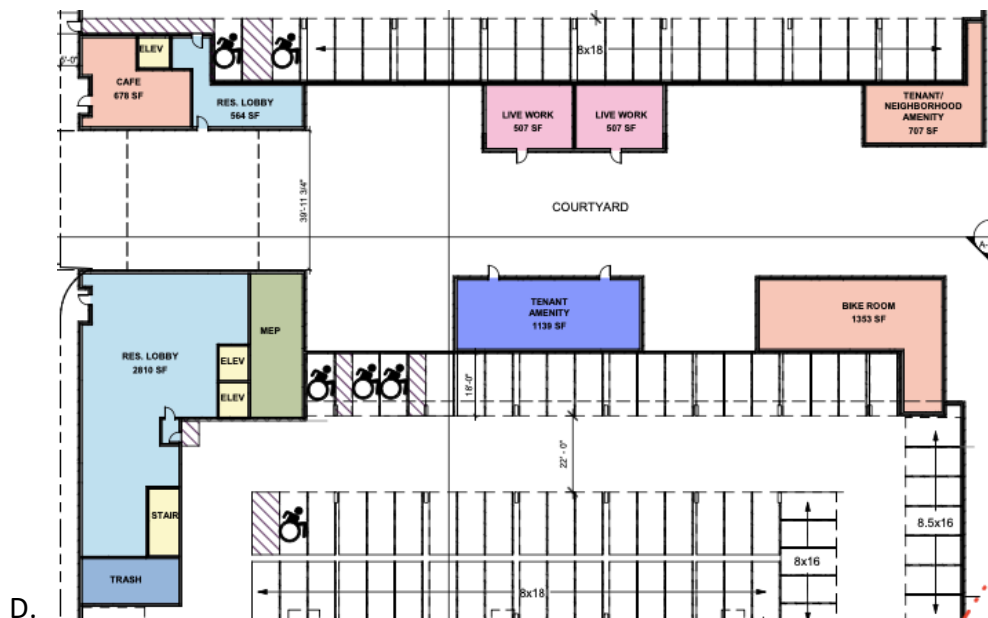 ELEV
5'-0"
8x18
CAFE
678 SF
RES. LOBBY
564 SF
LIVE WORK
507 SF
LIVE WORK
507 SF
TENANT/
NEIGHBORHOOD
AMENITY
707 SF
39'-11 3/4"
COURTYARD
A-
TENANT
AMENITY
1139 SF
BIKE ROOM
1353 SF
MEP
RES. LOBBY
2810 SF
ELEV
ELEV
18'-0"
22' - 0"
STAIR
8.5x16
8x16
TRASH
8x18
D.